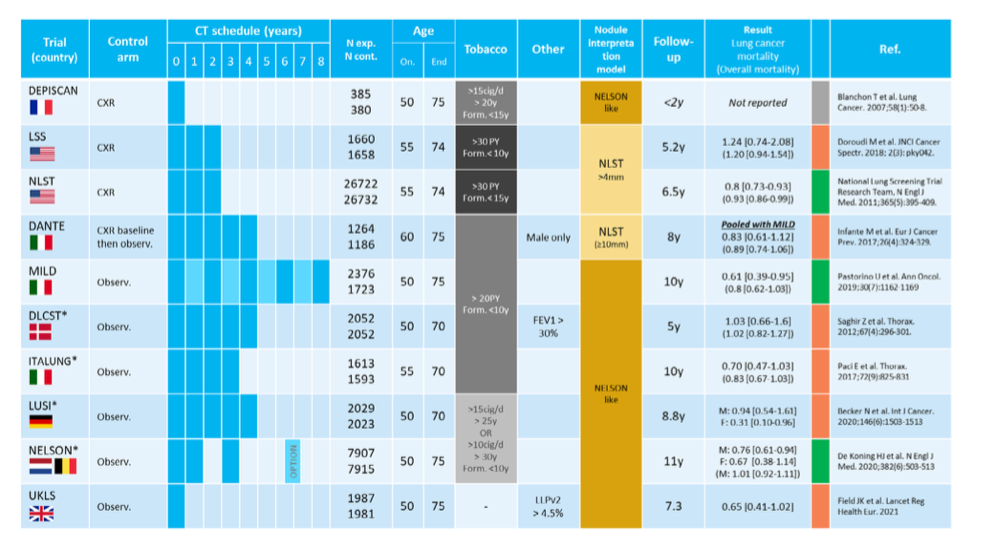 Trial (country)
Control arm
CT schedule (years)
0 1 2 3 4 5 6 7 8
N exp.
N cont.
Age
On. End
Tobacco
Other
Nodule
Interpreta
tion
model
Follow-
up
Result
Lung cancer
mortality
(Overall mortality)
Ref.
DEPISCAN
CXR
385
380
50 75
>15cig/d
> 20y
Form.<15y
NELSON
like
<2y
Not reported
Blanchon T et al. Lung
Cancer. 2007;58(1):50-8.
LSS
CXR
1660
1658
55 74
>30 PY
Form.<10y
NLST
>4mm
5.2y
1.24 [0.74-2.08]
(1.20 [0.94-1.54])
Doroudi M et al. JNCI Cancer
Spectr. 2018; 2(3): pky042.
NLST
CXR
26722
26732
55 74
>30 PY
Form.<15y
6.5y
0.8 [0.73-0.93]
(0.93 [0.86-0.99])
National Lung Screening Trial
Research Team, N Engl J
Med. 2011;365(5):395-409.
DANTE
CXR baseline
then observ.
1264
1186
60 75
> 20PY
Form. <10y
Male only
NLST
(≥10mm)
8y
Pooled with MILD
0.83 [0.61-1.12]
(0.89 [0.74-1.06])
Infante M et al. Eur J Cancer
Prev. 2017;26(4):324-329.
MILD
Observ.
2376
1723
50 75
NELSON
like
10y
0.61 [0.39-0.95]
(0.8 [0.62-1.03])
Pastorino U et al. Ann Oncol.
2019;30(7):1162-1169
DLCST*
Observ.
2052
2052
50 70
FEV1 >
30%
5y
1.03 [0.66-1.6]
(1.02 [0.82-1.27])
Saghir Z et al. Thorax.
2012;67(4):296-301.
ITALUNG*
Observ.
1613
1593
55 70
10y
0.70 [0.47-1.03]
(0.83 [0.67-1.03])
Paci E et al. Thorax.
2017;72(9):825-831
LUSI*
Observ.
2029
2023
50 70
>15cig/d
> 25y
OR
>10cig/d
> 30y
Form. <10y
8.8y
M: 0.94 [0.54-1.61]
F: 0.31 [0.10-0.96]
Becker N et al. Int J Cancer.
2020;146(6):1503-1513
NELSON*
Observ.
OPTION
7907
7915
50 75
11y
M: 0.76 [0.61-0.94]
F: 0.67 [0.38-1.14]
(M: 1.01 [0.92-1.11])
De Koning HJ et al. N Engl J
Med. 2020;382(6):503-513
UKLS
Observ.
1987
1981
50 75
-
LLPv2
> 4.5%
7.3
0.65 [0.41-1.02]
Field JK et al. Lancet Reg
Health Eur. 2021